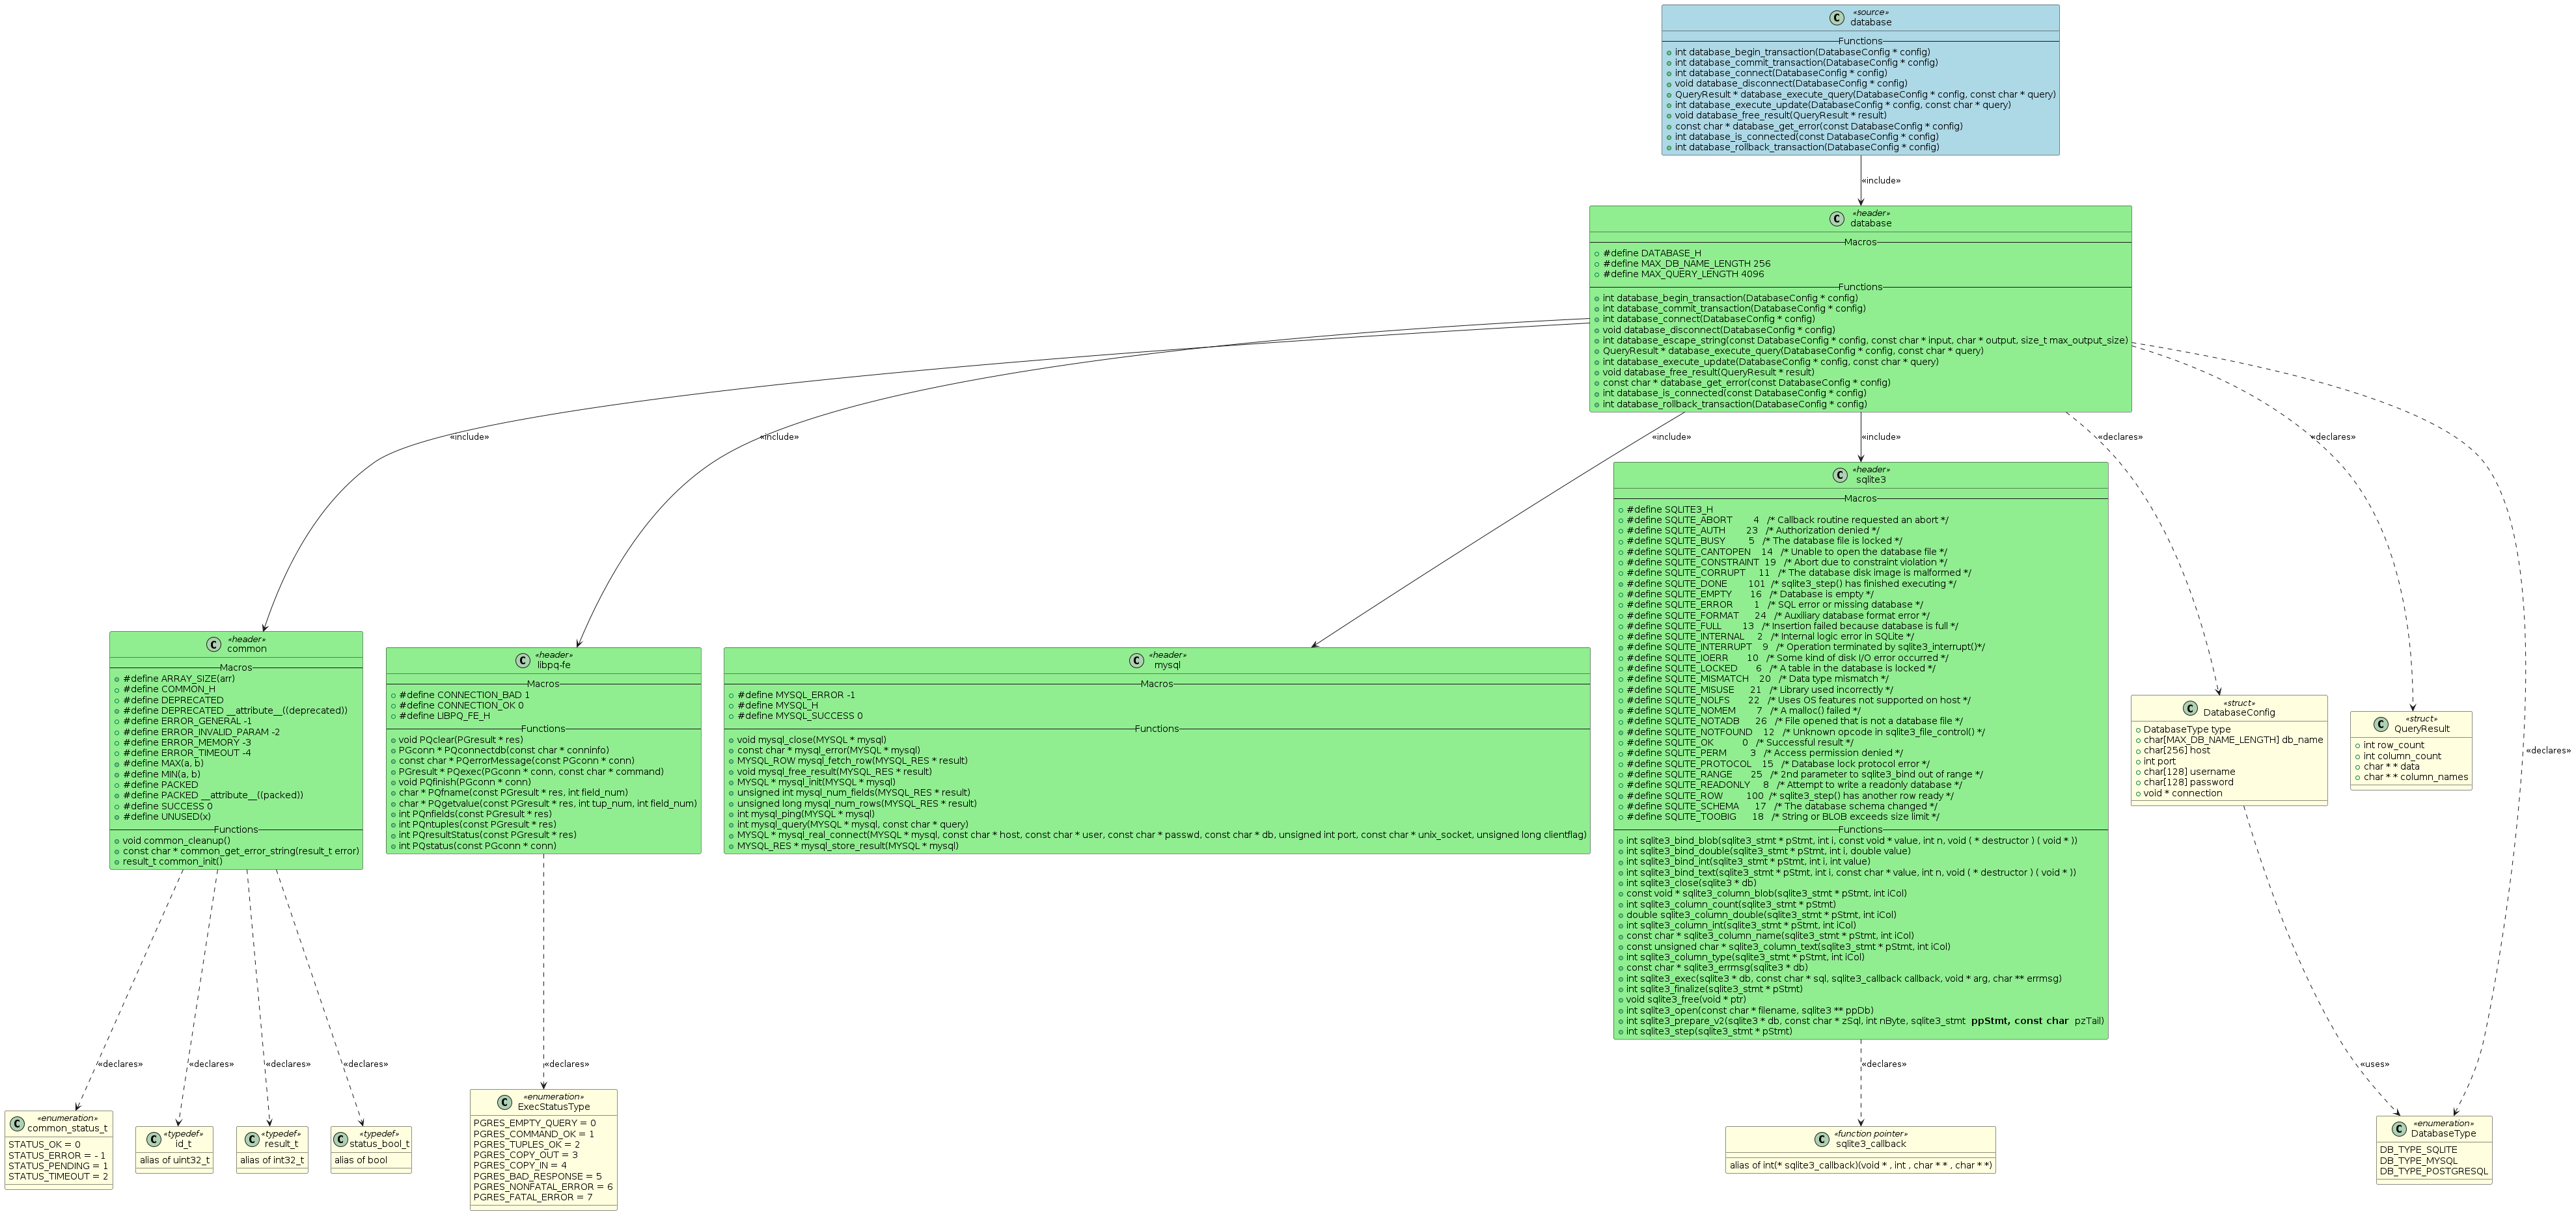 «source»
database
Functions
int database_begin_transaction(DatabaseConfig * config)
int database_commit_transaction(DatabaseConfig * config)
int database_connect(DatabaseConfig * config)
void database_disconnect(DatabaseConfig * config)
QueryResult * database_execute_query(DatabaseConfig * config, const char * query)
int database_execute_update(DatabaseConfig * config, const char * query)
void database_free_result(QueryResult * result)
const char * database_get_error(const DatabaseConfig * config)
int database_is_connected(const DatabaseConfig * config)
int database_rollback_transaction(DatabaseConfig * config)
«include»
«header»
database
Macros
#define DATABASE_H
#define MAX_DB_NAME_LENGTH 256
#define MAX_QUERY_LENGTH 4096
Functions
int database_begin_transaction(DatabaseConfig * config)
int database_commit_transaction(DatabaseConfig * config)
int database_connect(DatabaseConfig * config)
void database_disconnect(DatabaseConfig * config)
int database_escape_string(const DatabaseConfig * config, const char * input, char * output, size_t max_output_size)
QueryResult * database_execute_query(DatabaseConfig * config, const char * query)
int database_execute_update(DatabaseConfig * config, const char * query)
void database_free_result(QueryResult * result)
const char * database_get_error(const DatabaseConfig * config)
int database_is_connected(const DatabaseConfig * config)
int database_rollback_transaction(DatabaseConfig * config)
«include»
«include»
«include»
«include»
«declares»
«declares»
«declares»
«header»
common
Macros
#define ARRAY_SIZE(arr)
#define COMMON_H
#define DEPRECATED
#define DEPRECATED __attribute__((deprecated))
#define ERROR_GENERAL -1
#define ERROR_INVALID_PARAM -2
#define ERROR_MEMORY -3
#define ERROR_TIMEOUT -4
#define MAX(a, b)
#define MIN(a, b)
#define PACKED
#define PACKED __attribute__((packed))
#define SUCCESS 0
#define UNUSED(x)
Functions
void common_cleanup()
const char * common_get_error_string(result_t error)
result_t common_init()
«header»
libpq-fe
Macros
#define CONNECTION_BAD 1
#define CONNECTION_OK 0
#define LIBPQ_FE_H
Functions
void PQclear(PGresult * res)
PGconn * PQconnectdb(const char * conninfo)
const char * PQerrorMessage(const PGconn * conn)
PGresult * PQexec(PGconn * conn, const char * command)
void PQfinish(PGconn * conn)
char * PQfname(const PGresult * res, int field_num)
char * PQgetvalue(const PGresult * res, int tup_num, int field_num)
int PQnfields(const PGresult * res)
int PQntuples(const PGresult * res)
int PQresultStatus(const PGresult * res)
int PQstatus(const PGconn * conn)
«header»
mysql
Macros
#define MYSQL_ERROR -1
#define MYSQL_H
#define MYSQL_SUCCESS 0
Functions
void mysql_close(MYSQL * mysql)
const char * mysql_error(MYSQL * mysql)
MYSQL_ROW mysql_fetch_row(MYSQL_RES * result)
void mysql_free_result(MYSQL_RES * result)
MYSQL * mysql_init(MYSQL * mysql)
unsigned int mysql_num_fields(MYSQL_RES * result)
unsigned long mysql_num_rows(MYSQL_RES * result)
int mysql_ping(MYSQL * mysql)
int mysql_query(MYSQL * mysql, const char * query)
MYSQL * mysql_real_connect(MYSQL * mysql, const char * host, const char * user, const char * passwd, const char * db, unsigned int port, const char * unix_socket, unsigned long clientflag)
MYSQL_RES * mysql_store_result(MYSQL * mysql)
«header»
sqlite3
Macros
#define SQLITE3_H
#define SQLITE_ABORT 4 /* Callback routine requested an abort */
#define SQLITE_AUTH 23 /* Authorization denied */
#define SQLITE_BUSY 5 /* The database file is locked */
#define SQLITE_CANTOPEN 14 /* Unable to open the database file */
#define SQLITE_CONSTRAINT 19 /* Abort due to constraint violation */
#define SQLITE_CORRUPT 11 /* The database disk image is malformed */
#define SQLITE_DONE 101 /* sqlite3_step() has finished executing */
#define SQLITE_EMPTY 16 /* Database is empty */
#define SQLITE_ERROR 1 /* SQL error or missing database */
#define SQLITE_FORMAT 24 /* Auxiliary database format error */
#define SQLITE_FULL 13 /* Insertion failed because database is full */
#define SQLITE_INTERNAL 2 /* Internal logic error in SQLite */
#define SQLITE_INTERRUPT 9 /* Operation terminated by sqlite3_interrupt()*/
#define SQLITE_IOERR 10 /* Some kind of disk I/O error occurred */
#define SQLITE_LOCKED 6 /* A table in the database is locked */
#define SQLITE_MISMATCH 20 /* Data type mismatch */
#define SQLITE_MISUSE 21 /* Library used incorrectly */
#define SQLITE_NOLFS 22 /* Uses OS features not supported on host */
#define SQLITE_NOMEM 7 /* A malloc() failed */
#define SQLITE_NOTADB 26 /* File opened that is not a database file */
#define SQLITE_NOTFOUND 12 /* Unknown opcode in sqlite3_file_control() */
#define SQLITE_OK 0 /* Successful result */
#define SQLITE_PERM 3 /* Access permission denied */
#define SQLITE_PROTOCOL 15 /* Database lock protocol error */
#define SQLITE_RANGE 25 /* 2nd parameter to sqlite3_bind out of range */
#define SQLITE_READONLY 8 /* Attempt to write a readonly database */
#define SQLITE_ROW 100 /* sqlite3_step() has another row ready */
#define SQLITE_SCHEMA 17 /* The database schema changed */
#define SQLITE_TOOBIG 18 /* String or BLOB exceeds size limit */
Functions
int sqlite3_bind_blob(sqlite3_stmt * pStmt, int i, const void * value, int n, void ( * destructor ) ( void * ))
int sqlite3_bind_double(sqlite3_stmt * pStmt, int i, double value)
int sqlite3_bind_int(sqlite3_stmt * pStmt, int i, int value)
int sqlite3_bind_text(sqlite3_stmt * pStmt, int i, const char * value, int n, void ( * destructor ) ( void * ))
int sqlite3_close(sqlite3 * db)
const void * sqlite3_column_blob(sqlite3_stmt * pStmt, int iCol)
int sqlite3_column_count(sqlite3_stmt * pStmt)
double sqlite3_column_double(sqlite3_stmt * pStmt, int iCol)
int sqlite3_column_int(sqlite3_stmt * pStmt, int iCol)
const char * sqlite3_column_name(sqlite3_stmt * pStmt, int iCol)
const unsigned char * sqlite3_column_text(sqlite3_stmt * pStmt, int iCol)
int sqlite3_column_type(sqlite3_stmt * pStmt, int iCol)
const char * sqlite3_errmsg(sqlite3 * db)
int sqlite3_exec(sqlite3 * db, const char * sql, sqlite3_callback callback, void * arg, char ** errmsg)
int sqlite3_finalize(sqlite3_stmt * pStmt)
void sqlite3_free(void * ptr)
int sqlite3_open(const char * filename, sqlite3 ** ppDb)
int sqlite3_prepare_v2(sqlite3 * db, const char * zSql, int nByte, sqlite3_stmt ppStmt, const char pzTail)
int sqlite3_step(sqlite3_stmt * pStmt)
«struct»
DatabaseConfig
DatabaseType type
char[MAX_DB_NAME_LENGTH] db_name
char[256] host
int port
char[128] username
char[128] password
void * connection
«struct»
QueryResult
int row_count
int column_count
char * * data
char * * column_names
«declares»
«declares»
«declares»
«declares»
«declares»
«declares»
«uses»
«enumeration»
common_status_t
STATUS_OK = 0
STATUS_ERROR = - 1
STATUS_PENDING = 1
STATUS_TIMEOUT = 2
«typedef»
id_t
alias of uint32_t
«typedef»
result_t
alias of int32_t
«typedef»
status_bool_t
alias of bool
«enumeration»
ExecStatusType
PGRES_EMPTY_QUERY = 0
PGRES_COMMAND_OK = 1
PGRES_TUPLES_OK = 2
PGRES_COPY_OUT = 3
PGRES_COPY_IN = 4
PGRES_BAD_RESPONSE = 5
PGRES_NONFATAL_ERROR = 6
PGRES_FATAL_ERROR = 7
«function pointer»
sqlite3_callback
alias of int(* sqlite3_callback)(void * , int , char * * , char * *)
«enumeration»
DatabaseType
DB_TYPE_SQLITE
DB_TYPE_MYSQL
DB_TYPE_POSTGRESQL